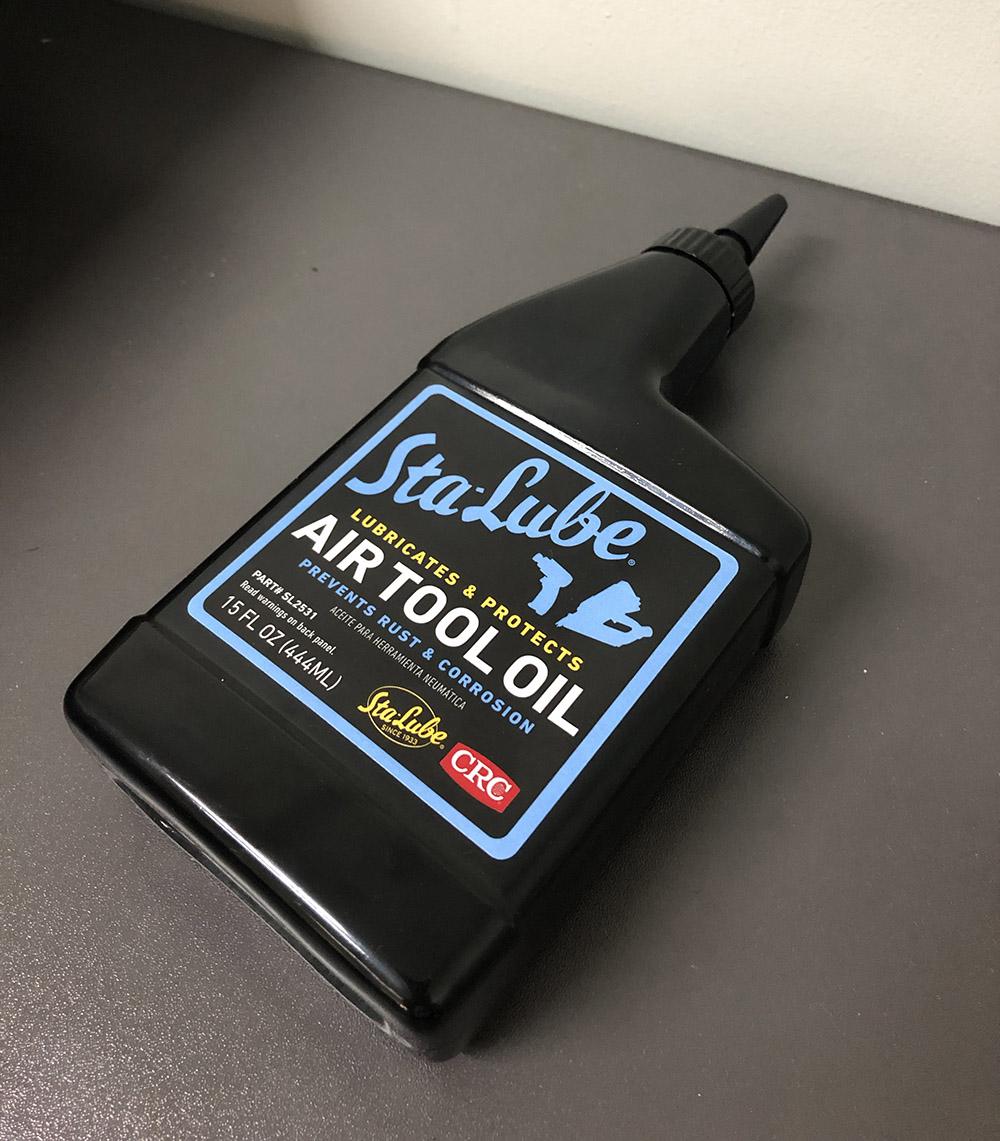 Sta-Lube®
LUBRICATES & PROTECTS
AIR TOOL OIL
PREVENTS RUST & CORROSION
ACEITE PARA HERRAMIENTA NEUMÁTICA
PART# SL2531
Read warnings on back panel.
15 FL OZ (444ML)
Sta-Lube®
SINCE 1933
CRC